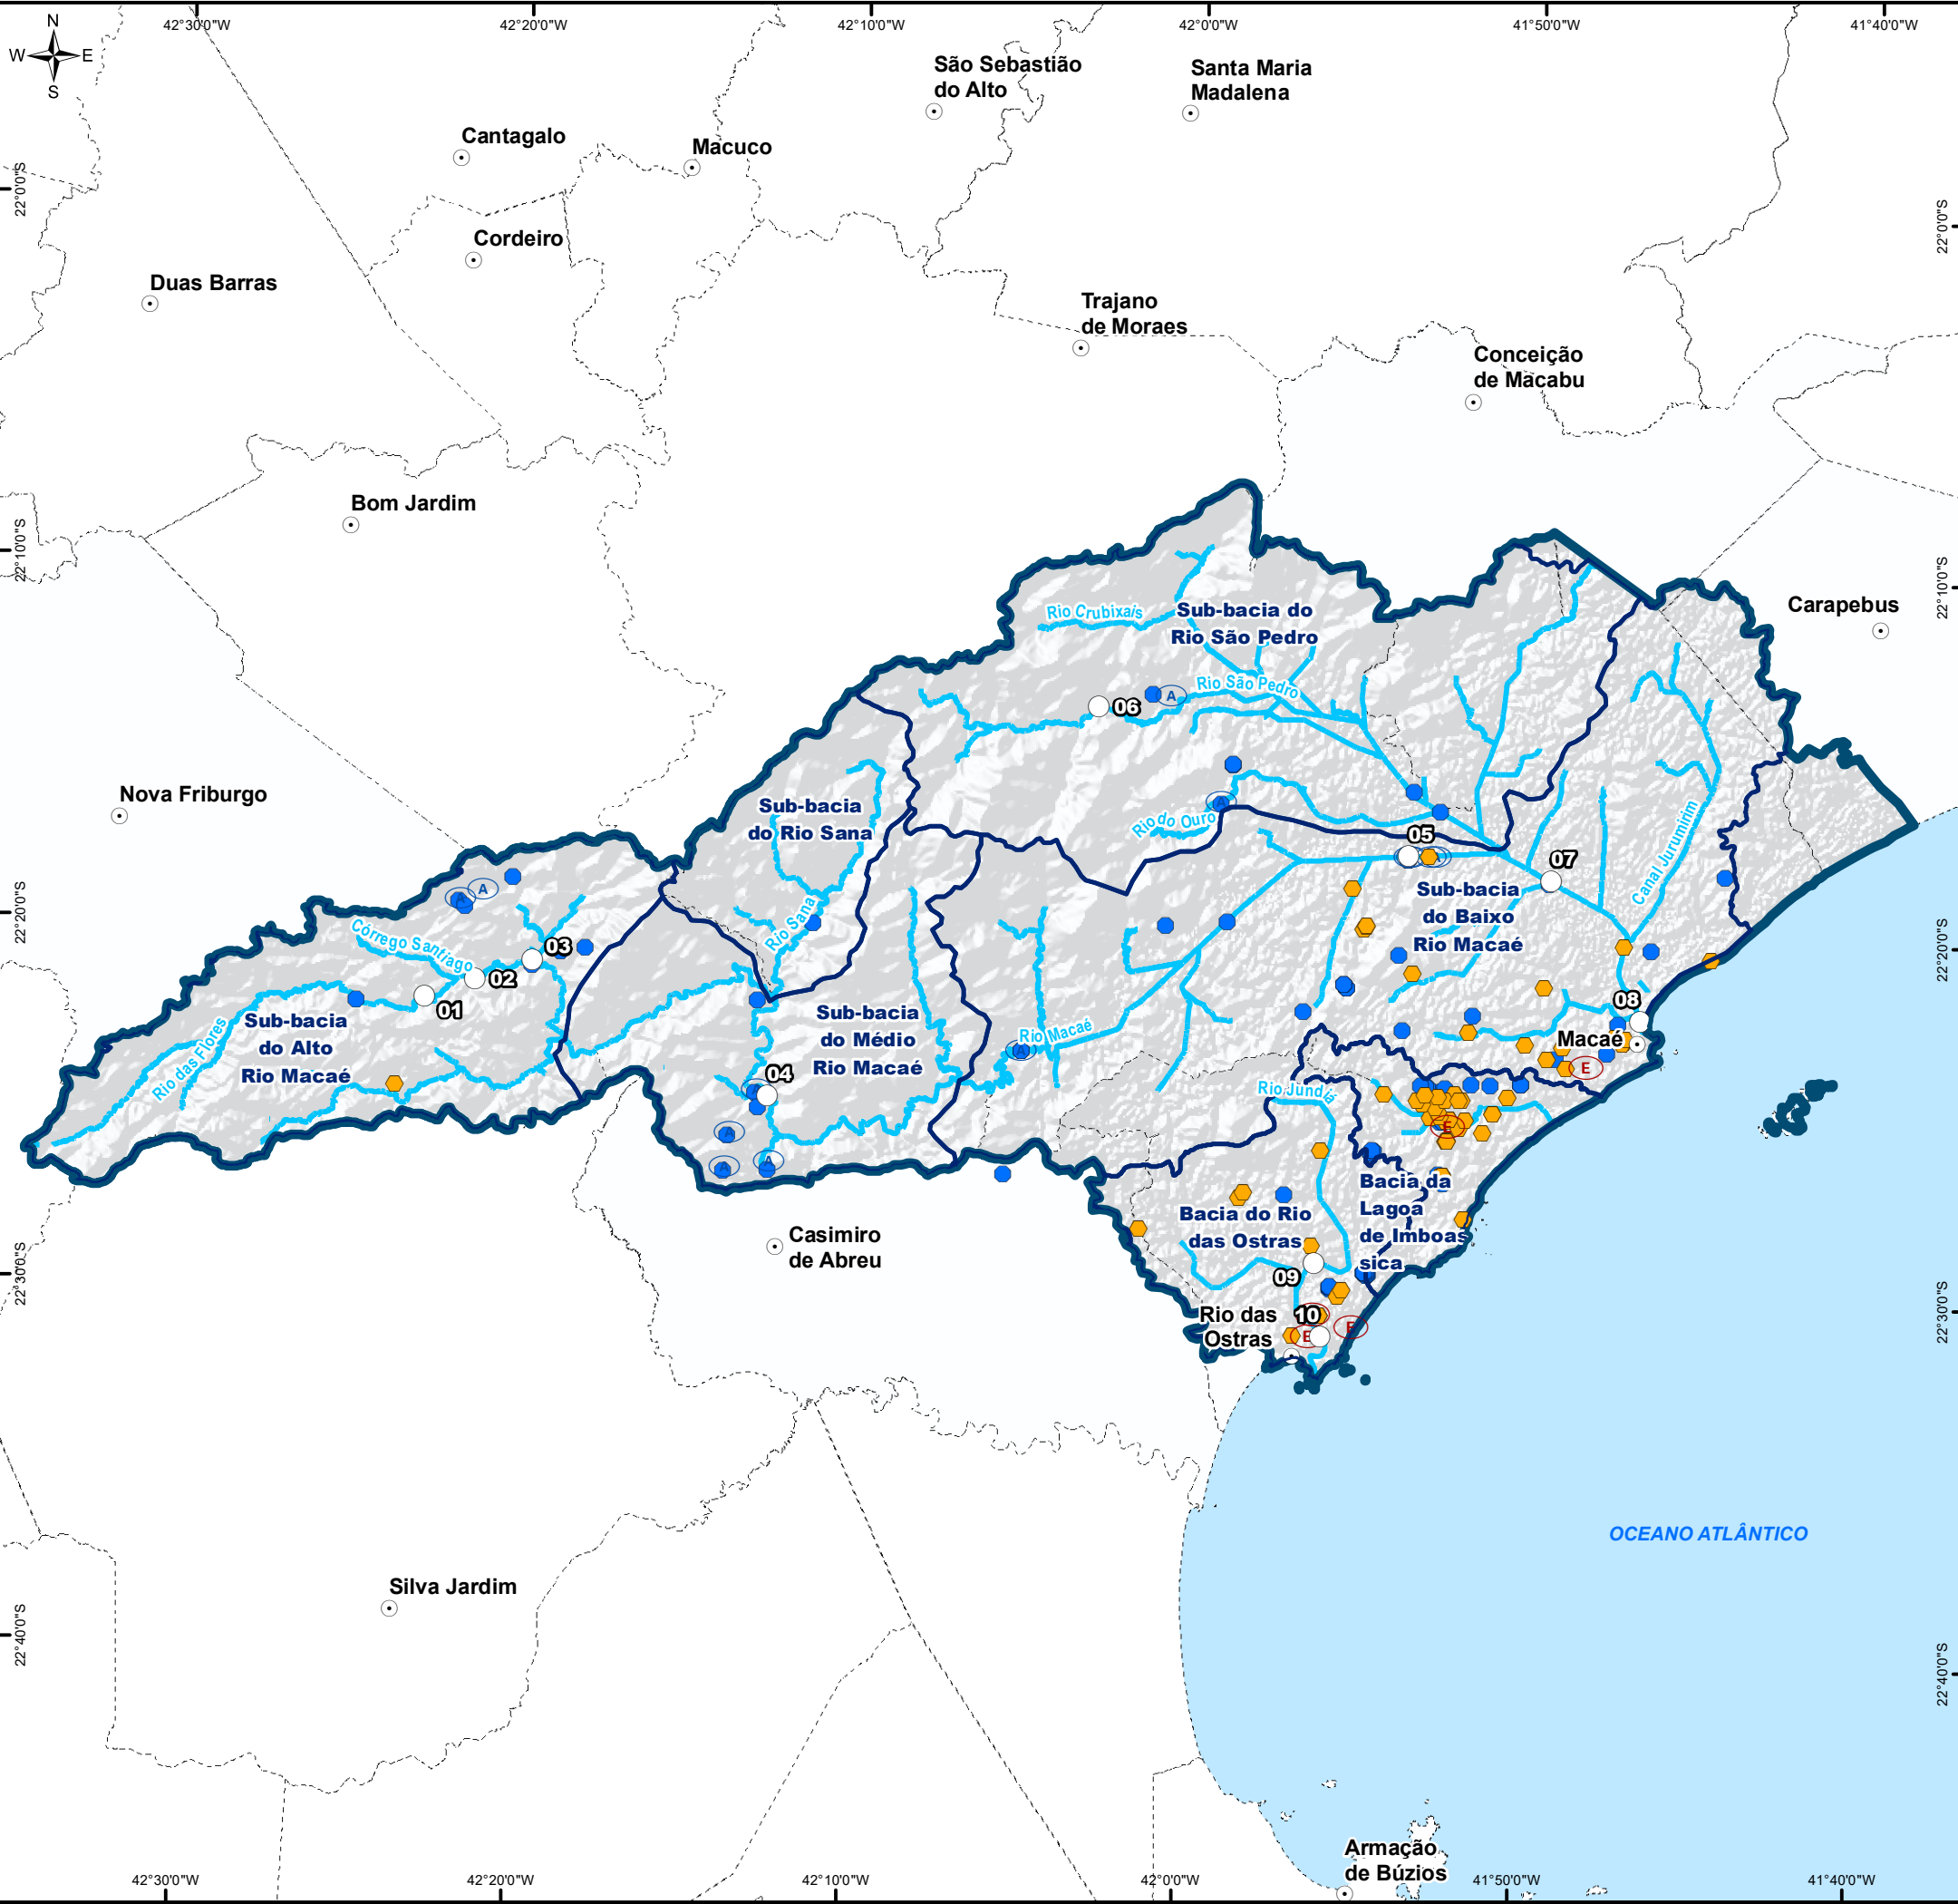 42°30'0"W
42°20'0"W
42°10'0"W
42°0'0"W
41°50'0"W
41°40'0"W
N
W
E
S
São Sebastião
do Alto
Santa Maria
Madalena
Cantagalo
Macuco
22°0'0"S
22°0'0"S
Cordeiro
Duas Barras
Trajano
de Moraes
Conceição
de Macabu
Bom Jardim
22°10'0"S
22°10'0"S
Carapebus
Rio Crubixais
Sub-bacia do
Rio São Pedro
Rio São Pedro
A
06
Nova Friburgo
Sub-bacia
do Rio Sana
A
Rio do Ouro
05
A
07
Canal Jurumirim
Sub-bacia
do Baixo
Rio Macaé
A
A
22°20'0"S
22°20'0"S
Rio Sana
Córrego Santiago
03
02
01
08
Sub-bacia
do Alto
Rio Macaé
Rio das Flores
Sub-bacia
do Médio
Rio Macaé
Rio Macaé
A
Macaé
E
04
Rio Jundiá
E
A
A
A
Bacia da
Lagoa
de Imboas
sica
Bacia do Rio
das Ostras
Casimiro
de Abreu
22°30'0"S
22°30'0"S
09
10
Rio das
Ostras
E
E
OCEANO ATLÂNTICO
Silva Jardim
22°40'0"S
22°40'0"S
Armação
de Búzios
42°30'0"W
42°20'0"W
42°10'0"W
42°0'0"W
41°50'0"W
41°40'0"W